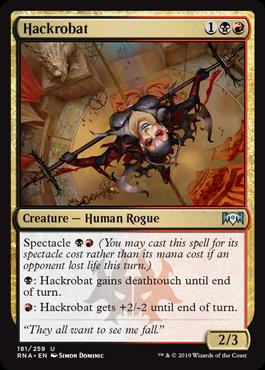 Hackrobat 1
Creature — Human Rogue
Spectacle (You may cast this spell for its
spectacle cost rather than its mana cost if an
opponent lost life this turn.)
: Hackrobat gains deathtouch until end
of turn.
: Hackrobat gets +2/-2 until end of turn.
"They all want to see me fall."
2/3
181/259 U
RNA • EN Simon Dominic
™ & © 2019 Wizards of the Coast